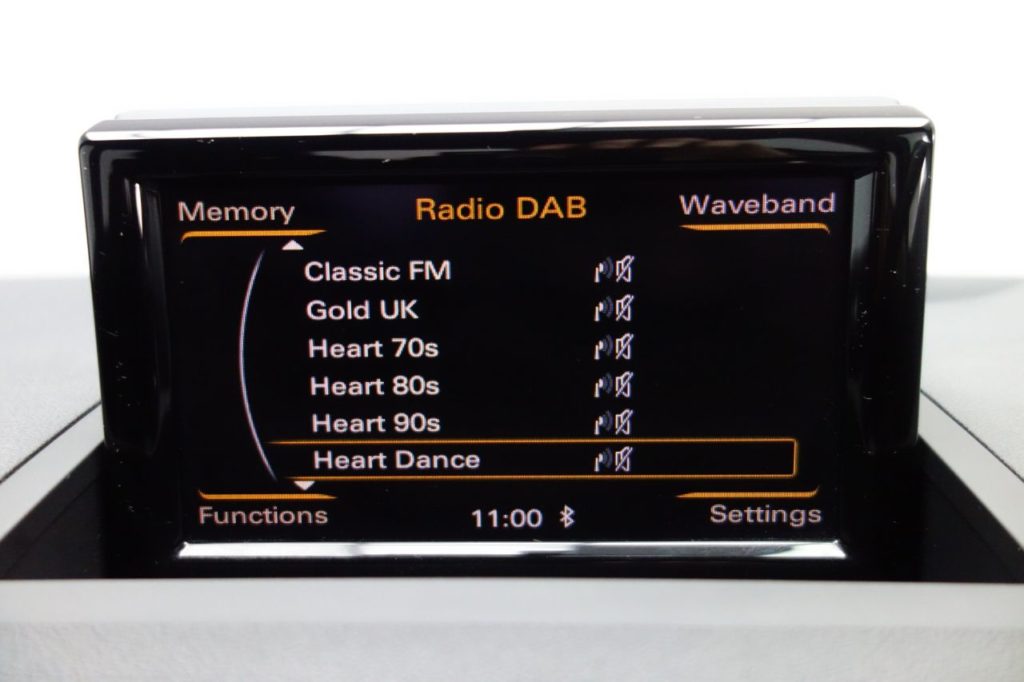 Memory Radio DAB Waveband
Classic FM
Gold UK
Heart 70s
Heart 80s
Heart 90s
Heart Dance
Functions 11:00 Settings